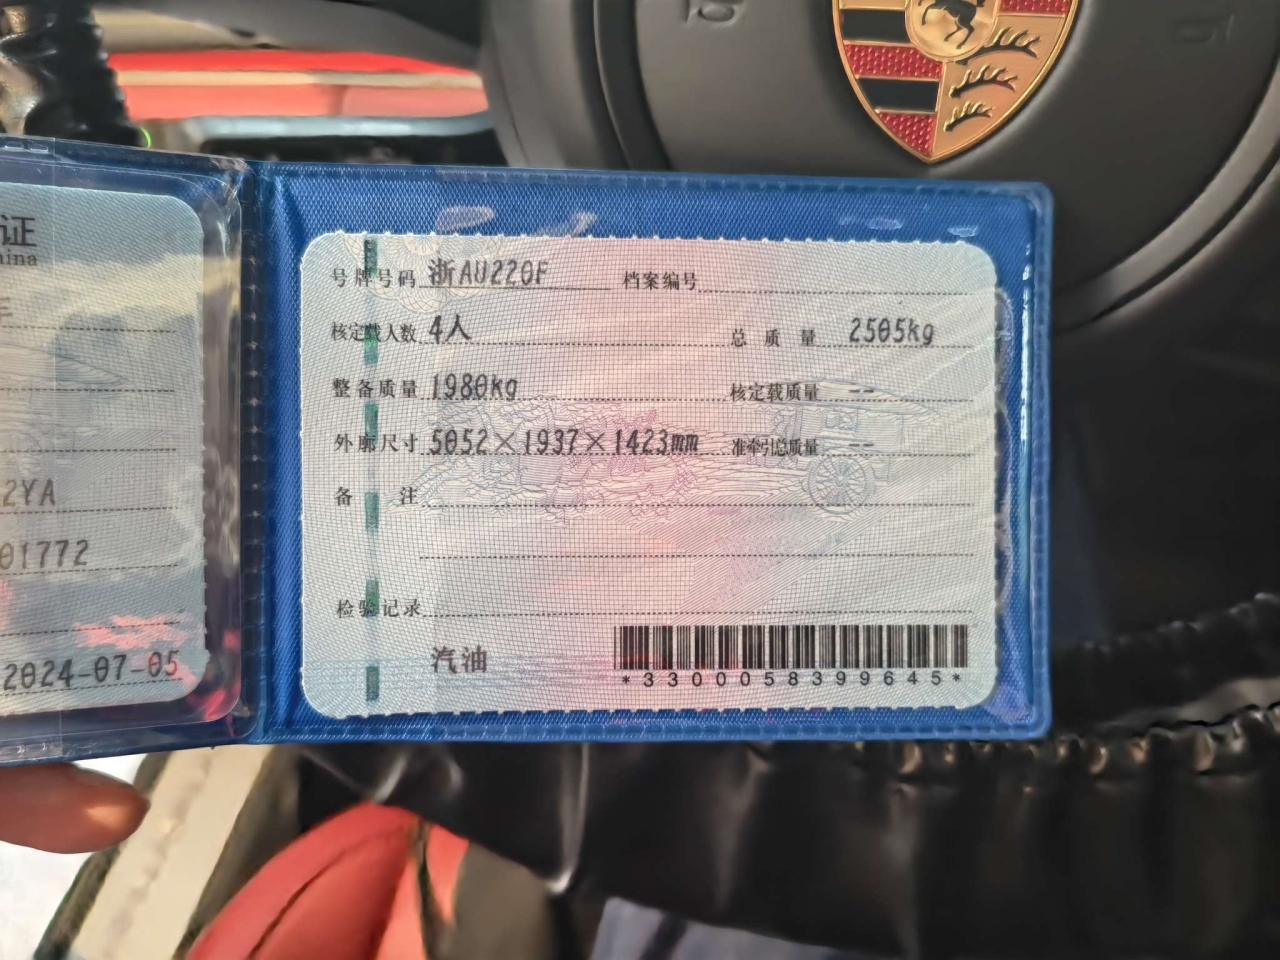 证
hina
2YA
01772
2024-07-05
号牌号码 浙AU220F 档案编号
核定载人数 4人 总质量 2505kg
整备质量 1980kg 核定载质量 --
外廓尺寸 5052×1937×1423mm 准牵引总质量 --
备注
检验记录
汽油
*3300058399645*